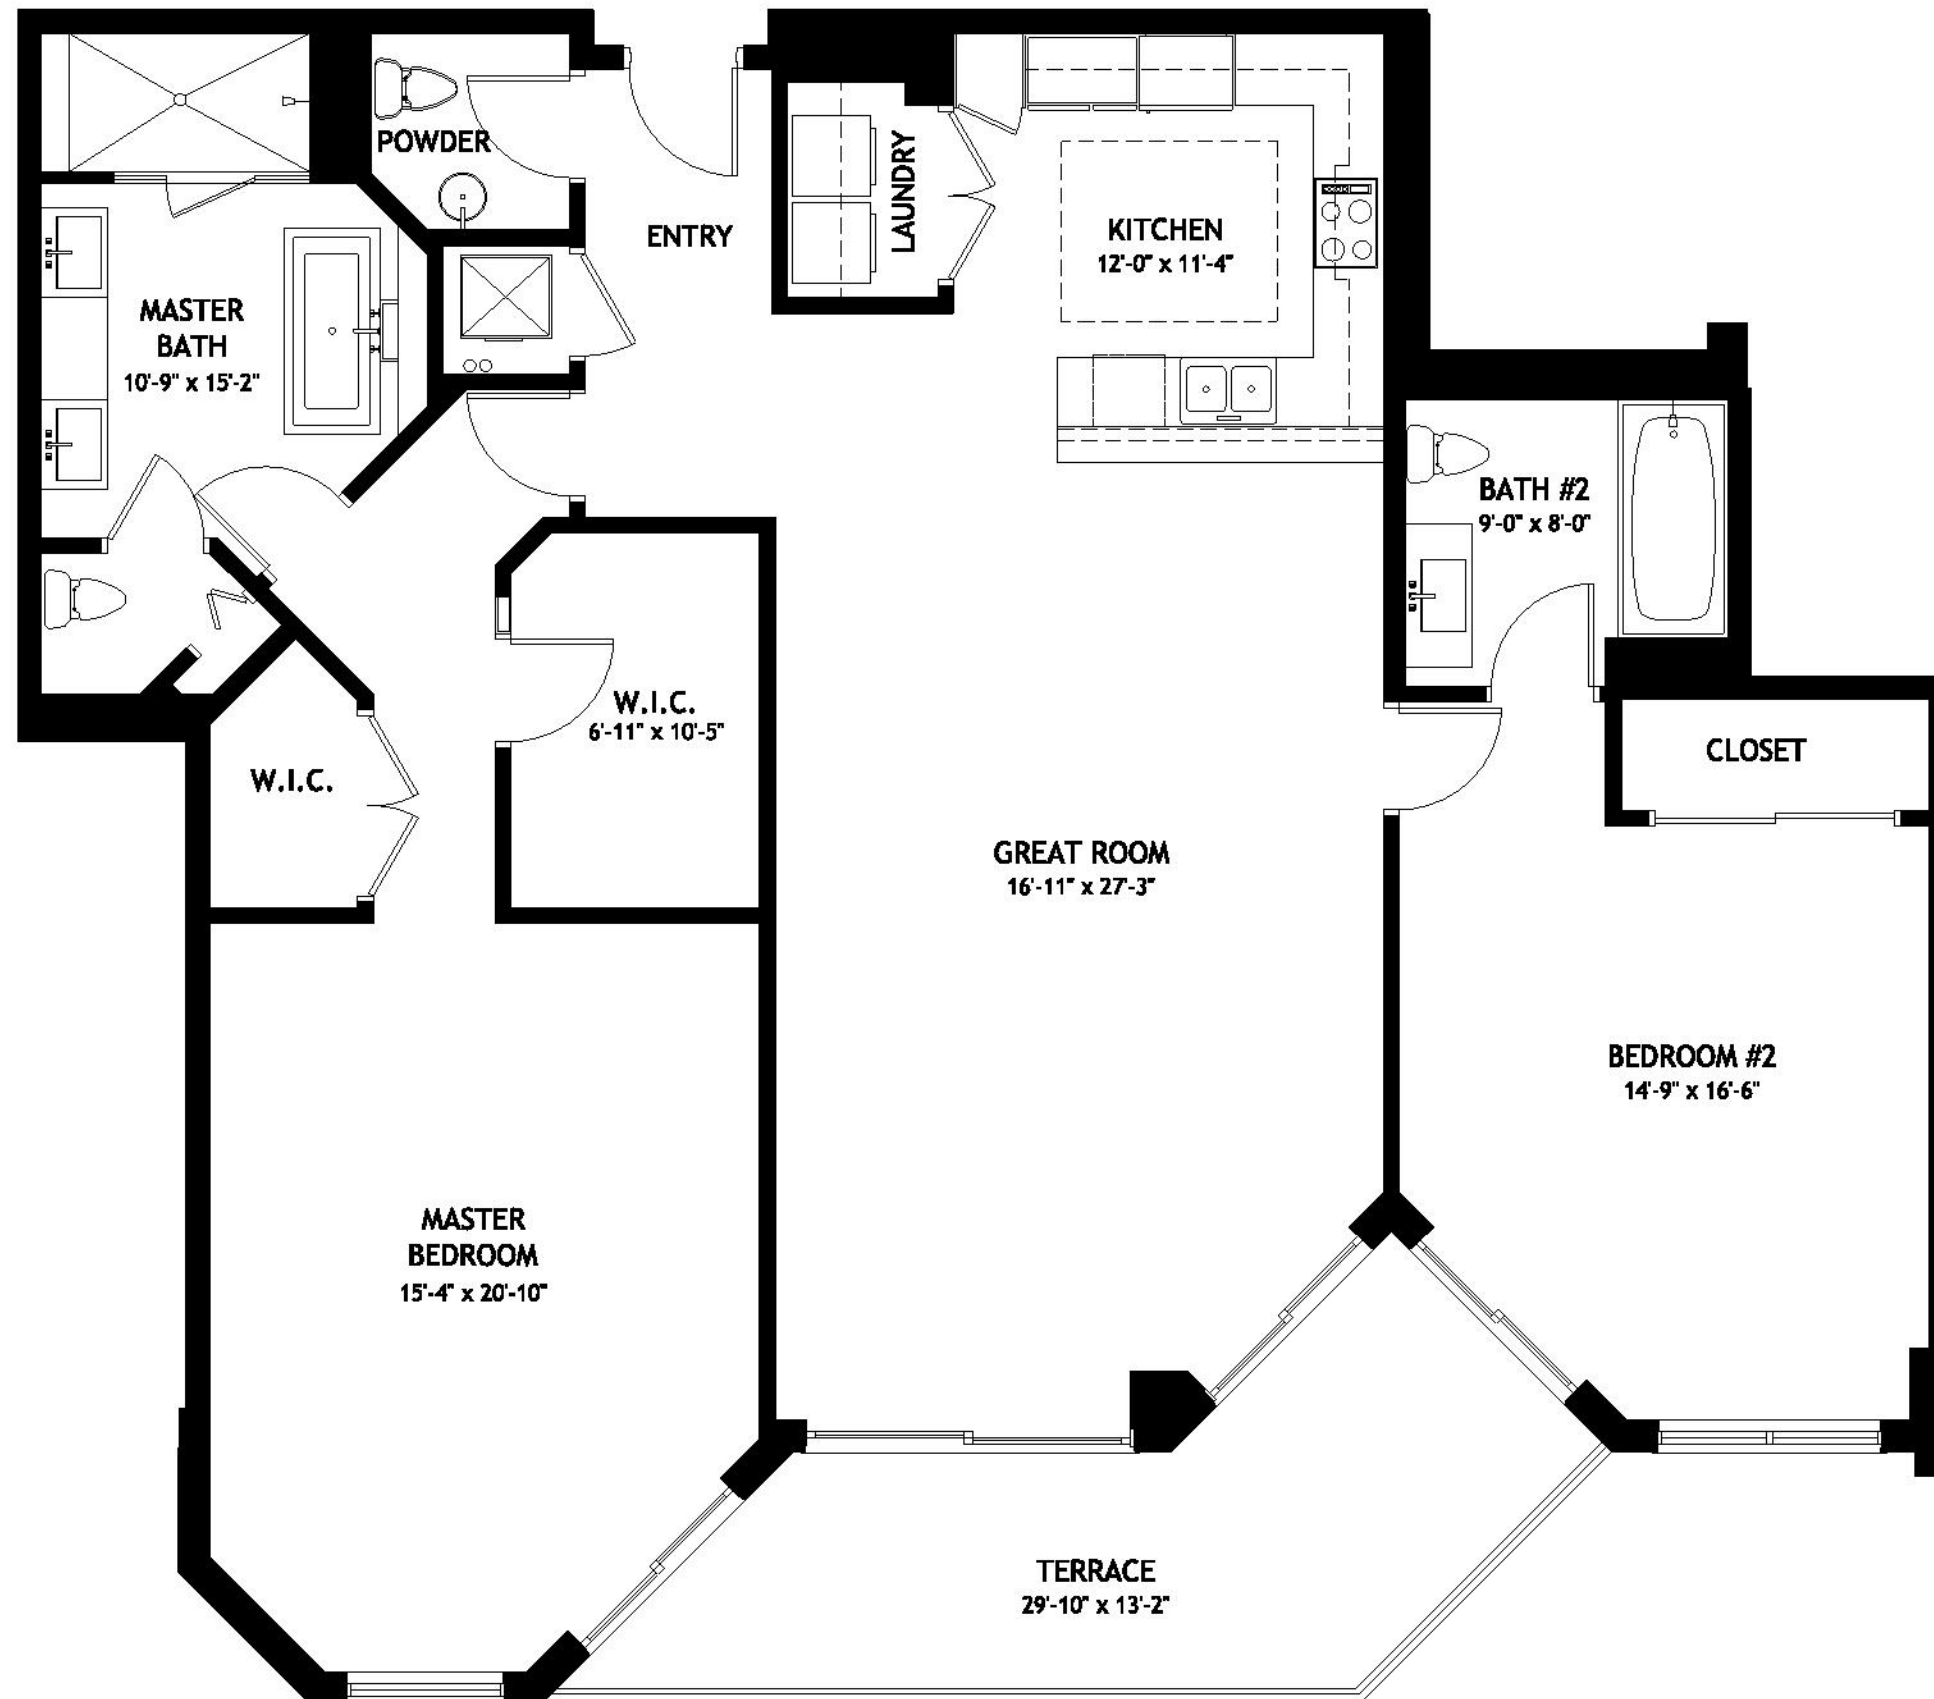 POWDER
ENTRY
LAUNDRY
KITCHEN
12'-0" x 11'-4"
MASTER
BATH
10'-9" x 15'-2"
BATH #2
9'-0" x 8'-0"
W.I.C.
6'-11" x 10'-5"
W.I.C.
CLOSET
GREAT ROOM
16'-11" x 27'-3"
BEDROOM #2
14'-9" x 16'-6"
MASTER
BEDROOM
15'-4" x 20'-10"
TERRACE
29'-10" x 13'-2"